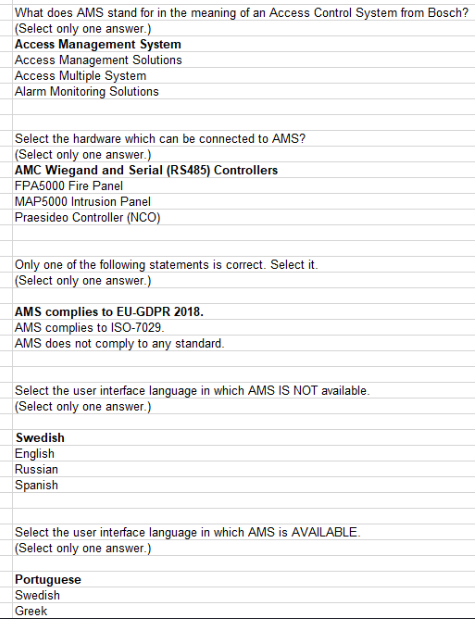 What does AMS stand for in the meaning of an Access Control System from Bosch?
(Select only one answer.)
Access Management System
Access Management Solutions
Access Multiple System
Alarm Monitoring Solutions
Select the hardware which can be connected to AMS?
(Select only one answer.)
AMC Wiegand and Serial (RS485) Controllers
FPA5000 Fire Panel
MAP5000 Intrusion Panel
Praesideo Controller (NCO)
Only one of the following statements is correct. Select it.
(Select only one answer.)
AMS complies to EU-GDPR 2018.
AMS complies to ISO-7029.
AMS does not comply to any standard.
Select the user interface language in which AMS IS NOT available.
(Select only one answer.)
Swedish
English
Russian
Spanish
Select the user interface language in which AMS is AVAILABLE.
(Select only one answer.)
Portuguese
Swedish
Greek